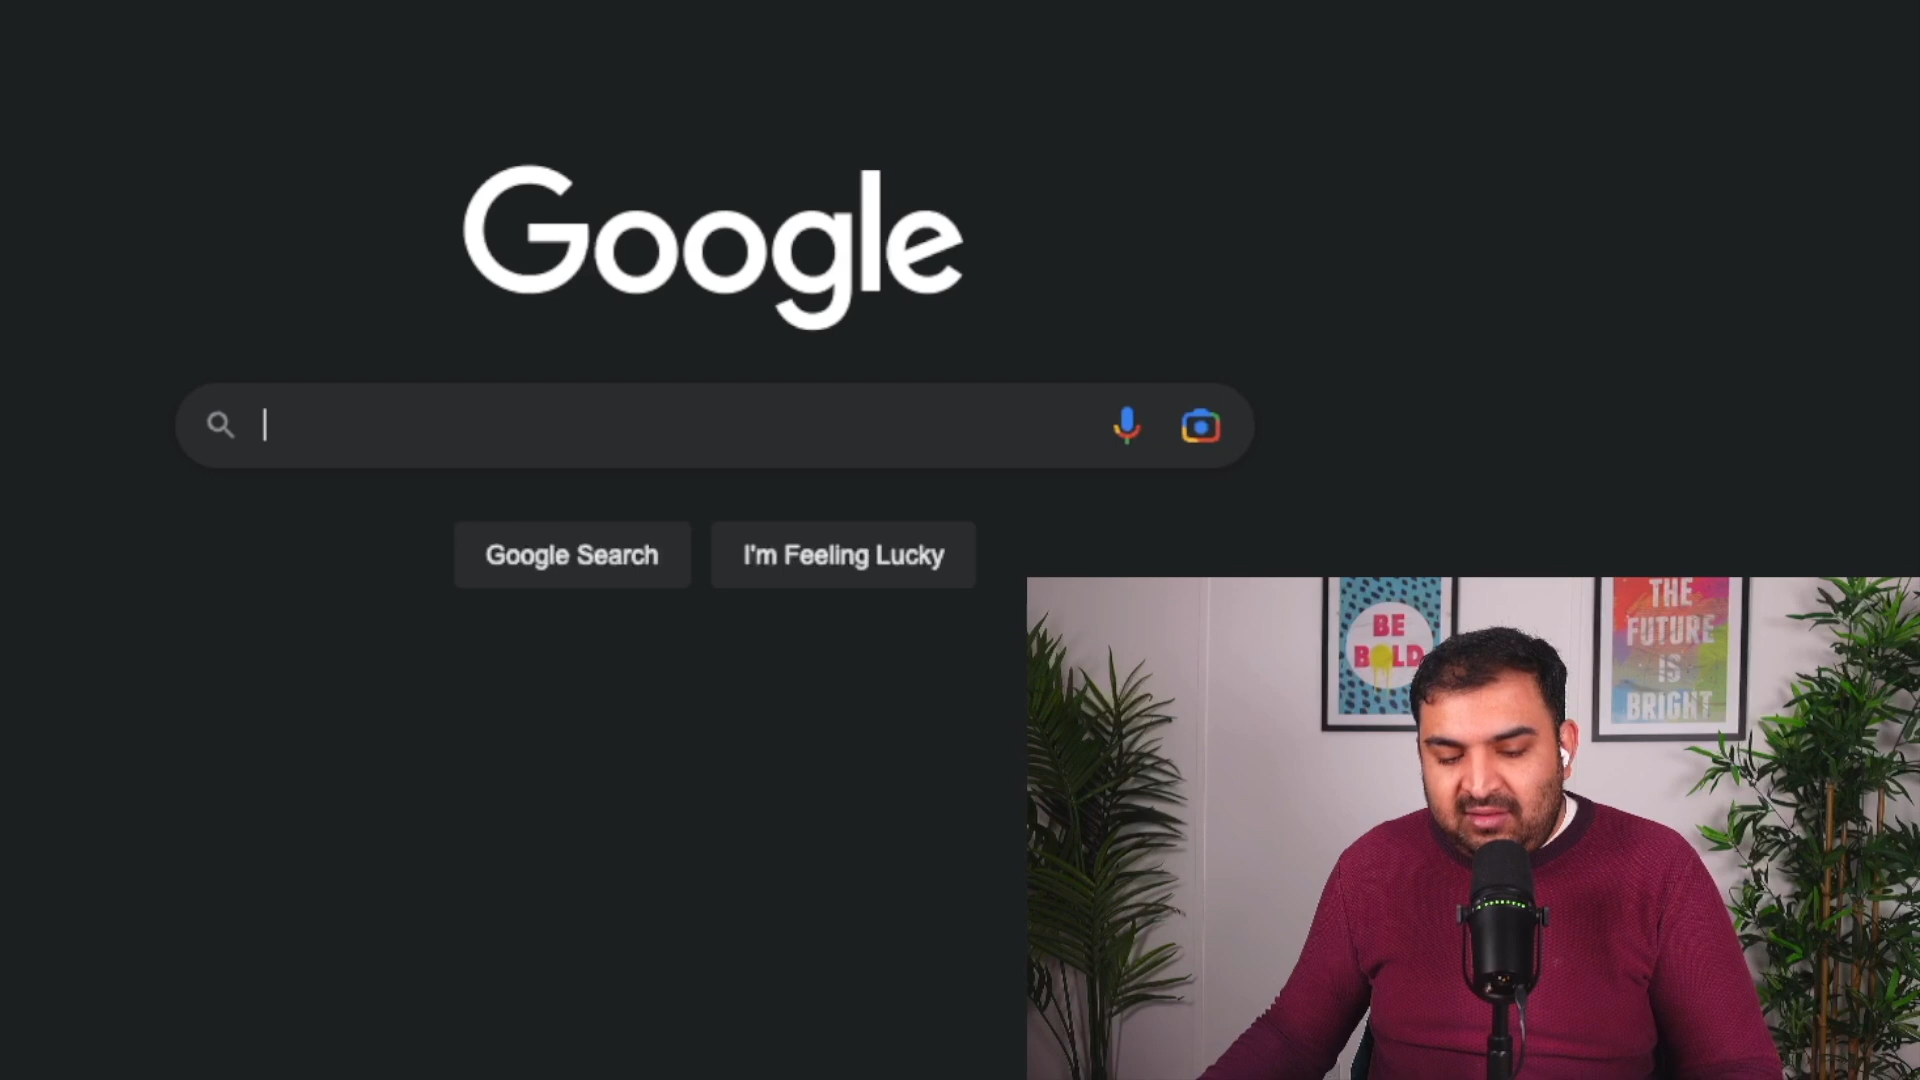 Google
Google Search
I'm Feeling Lucky
BE
BOLD
THE
FUTURE
IS
BRIGHT